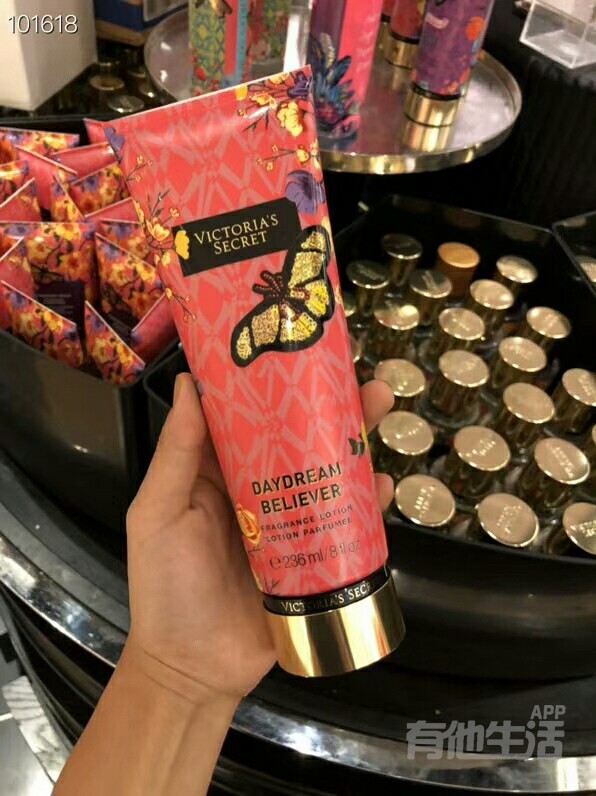 101618
VICTORIA'S
SECRET
DAYDREAM
BELIEVER
FRAGRANCE LOTION
LOTION PARFUMÉE
e 236 ml/8 fl oz
VICTORIA'S SECRET
APP
有他生活